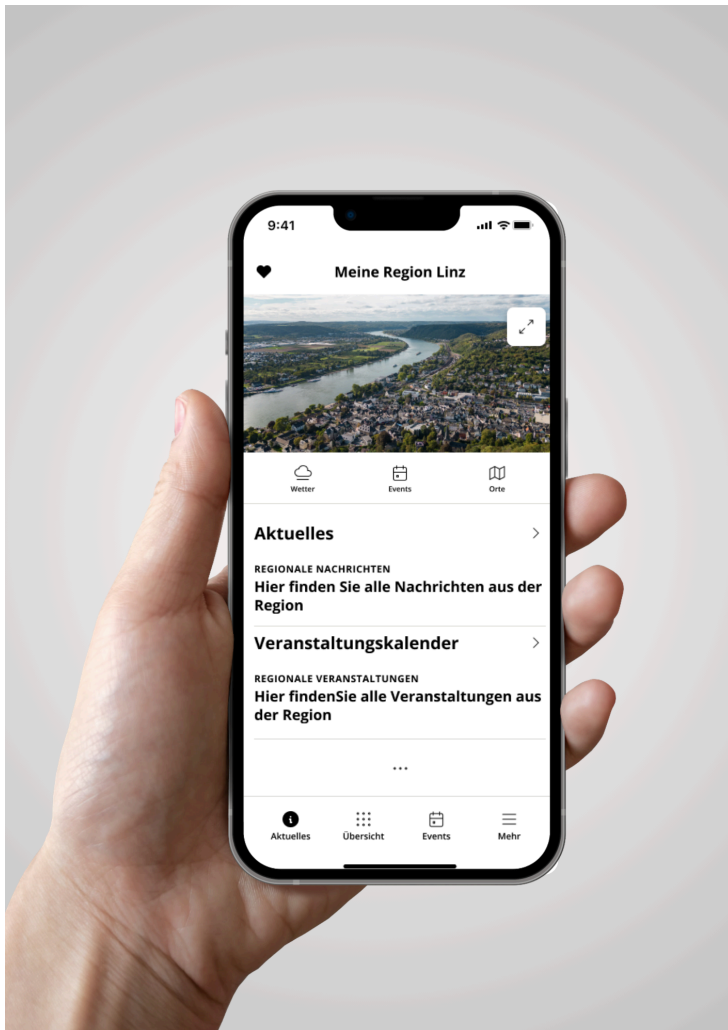 9:41
Meine Region Linz
Wetter
Events
Orte
Aktuelles
REGIONALE NACHRICHTEN
Hier finden Sie alle Nachrichten aus der
Region
Veranstaltungskalender
REGIONALE VERANSTALTUNGEN
Hier findenSie alle Veranstaltungen aus
der Region
...
Aktuelles
Übersicht
Events
Mehr